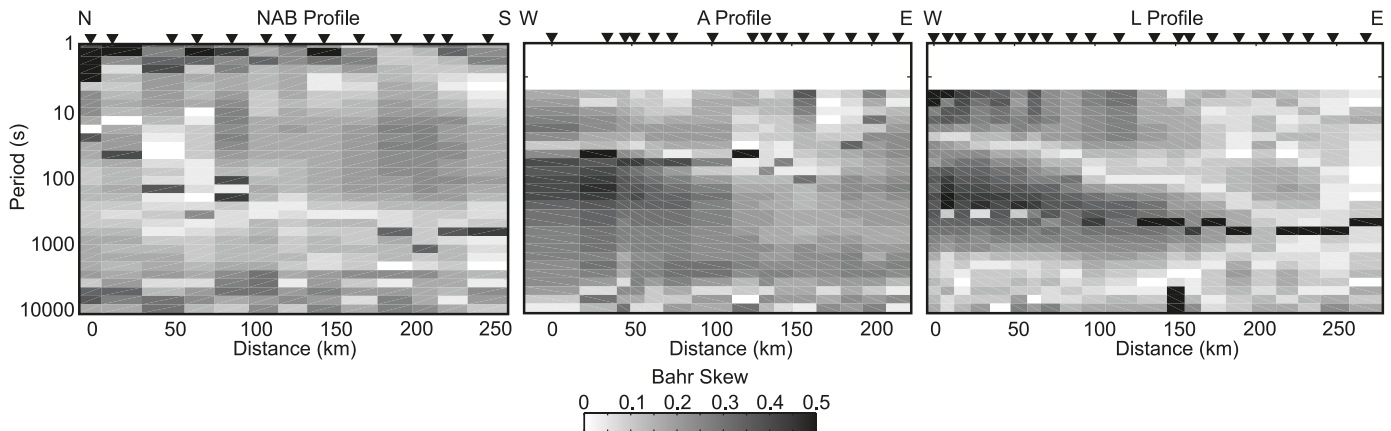 N NAB Profile S
W A Profile E
W L Profile E
1
10
100
1000
10000
Period (s)
0 50 100 150 200 250
Distance (km)
0 50 100 150 200
Distance (km)
0 50 100 150 200 250
Distance (km)
Bahr Skew
0 0.1 0.2 0.3 0.4 0.5